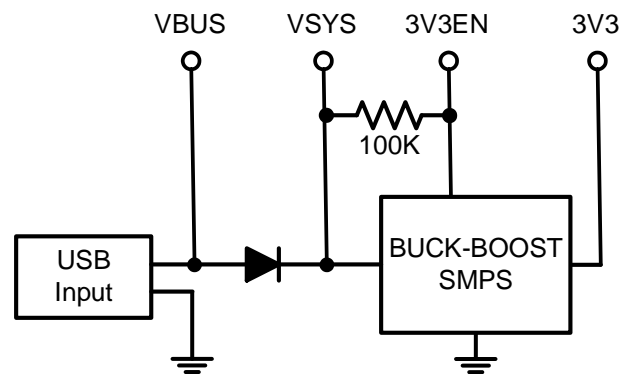 VBUS
VSYS
3V3EN
3V3
100K
USB
Input
BUCK-BOOST
SMPS